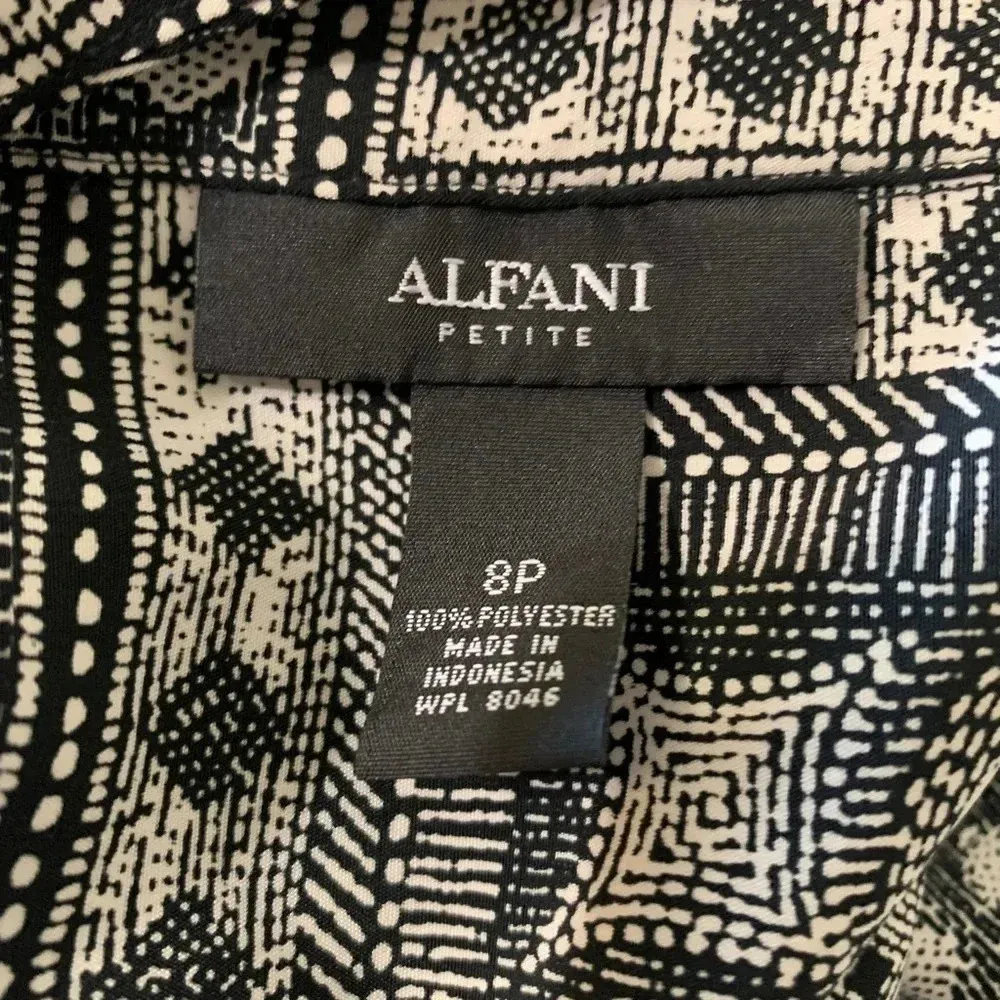 ALFANI
PETITE
8P
100% POLYESTER
MADE IN
INDONESIA
WPL 8046